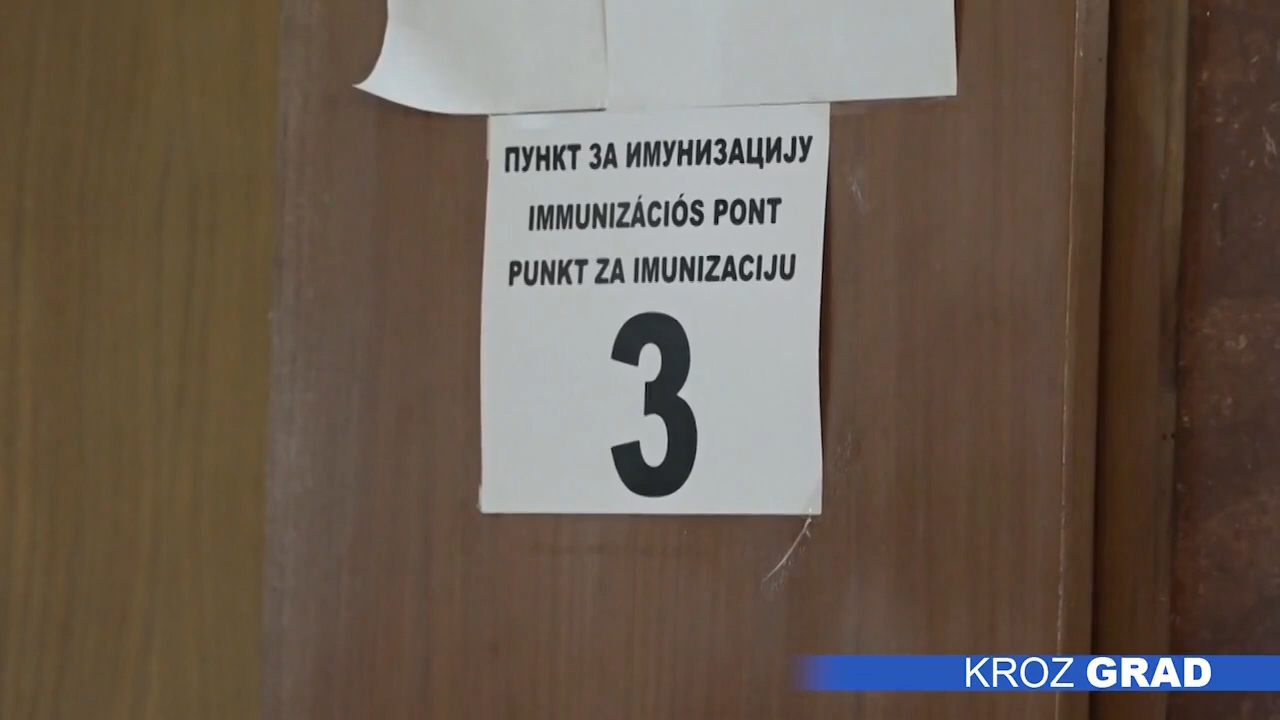 ПУНКТ ЗА ИМУНИЗАЦИЈУ
IMMUNIZÁCIÓS PONT
PUNKT ZA IMUNIZACIJU
3
KROZ GRAD